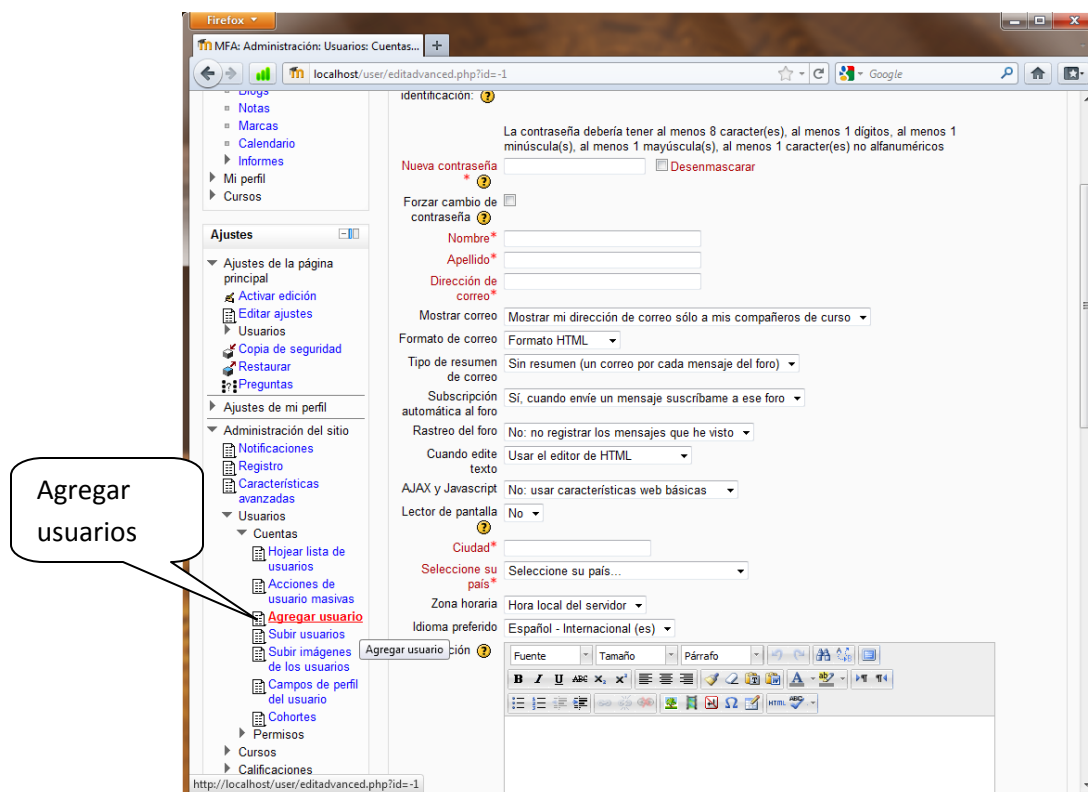 Firefox
MFA: Administración: Usuarios: Cuentas...
localhost/user/editadvanced.php?id=-1
Google
Blogs
Notas
Marcas
Calendario
Informes
Mi perfil
Cursos
Ajustes
Ajustes de la página
principal
Activar edición
Editar ajustes
Usuarios
Copia de seguridad
Restaurar
Preguntas
Ajustes de mi perfil
Administración del sitio
Notificaciones
Registro
Características
avanzadas
Usuarios
Cuentas
Hojear lista de
usuarios
Acciones de
usuario masivas
Agregar usuario
Subir usuarios
Subir imágenes
de los usuarios
Campos de perfil
del usuario
Cohortes
Permisos
Cursos
Calificaciones
http://localhost/user/editadvanced.php?id=-1
Agregar
usuarios
Agregar usuario
identificación:
La contraseña debería tener al menos 8 caracter(es), al menos 1 dígitos, al menos 1
minúscula(s), al menos 1 mayúscula(s), al menos 1 caracter(es) no alfanuméricos
Nueva contraseña
* Desenmascarar
Forzar cambio de
contraseña
Nombre*
Apellido*
Dirección de
correo*
Mostrar correo Mostrar mi dirección de correo sólo a mis compañeros de curso
Formato de correo Formato HTML
Tipo de resumen
de correo Sin resumen (un correo por cada mensaje del foro)
Subscripción
automática al foro Sí, cuando envíe un mensaje suscríbame a ese foro
Rastreo del foro No: no registrar los mensajes que he visto
Cuando edite
texto Usar el editor de HTML
AJAX y Javascript No: usar características web básicas
Lector de pantalla No
Ciudad*
Seleccione su
país* Seleccione su país...
Zona horaria Hora local del servidor
Idioma preferido Español - Internacional (es)
ción
Fuente Tamaño Párrafo
B I U ABC x₂ x² A ab
Ω HTML ABC